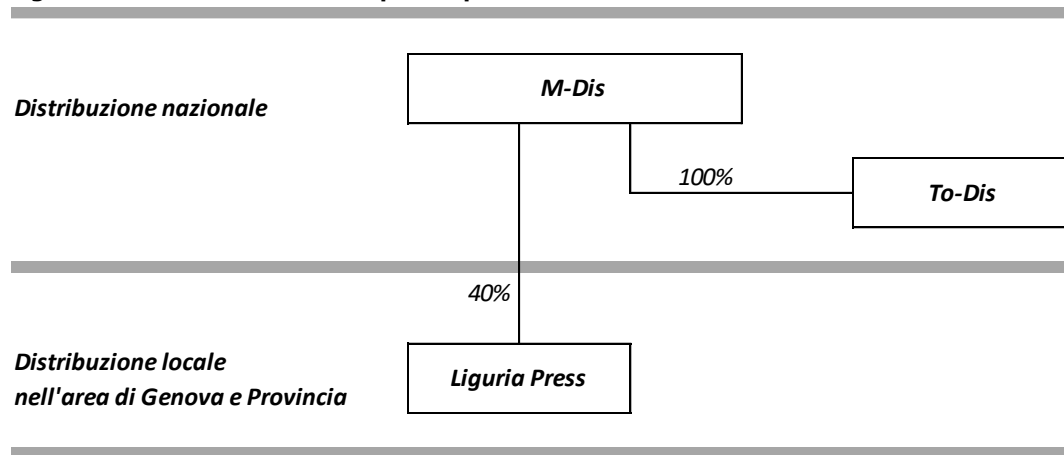 M-Dis
Distribuzione nazionale
100%
To-Dis
40%
Distribuzione locale
nell'area di Genova e Provincia
Liguria Press